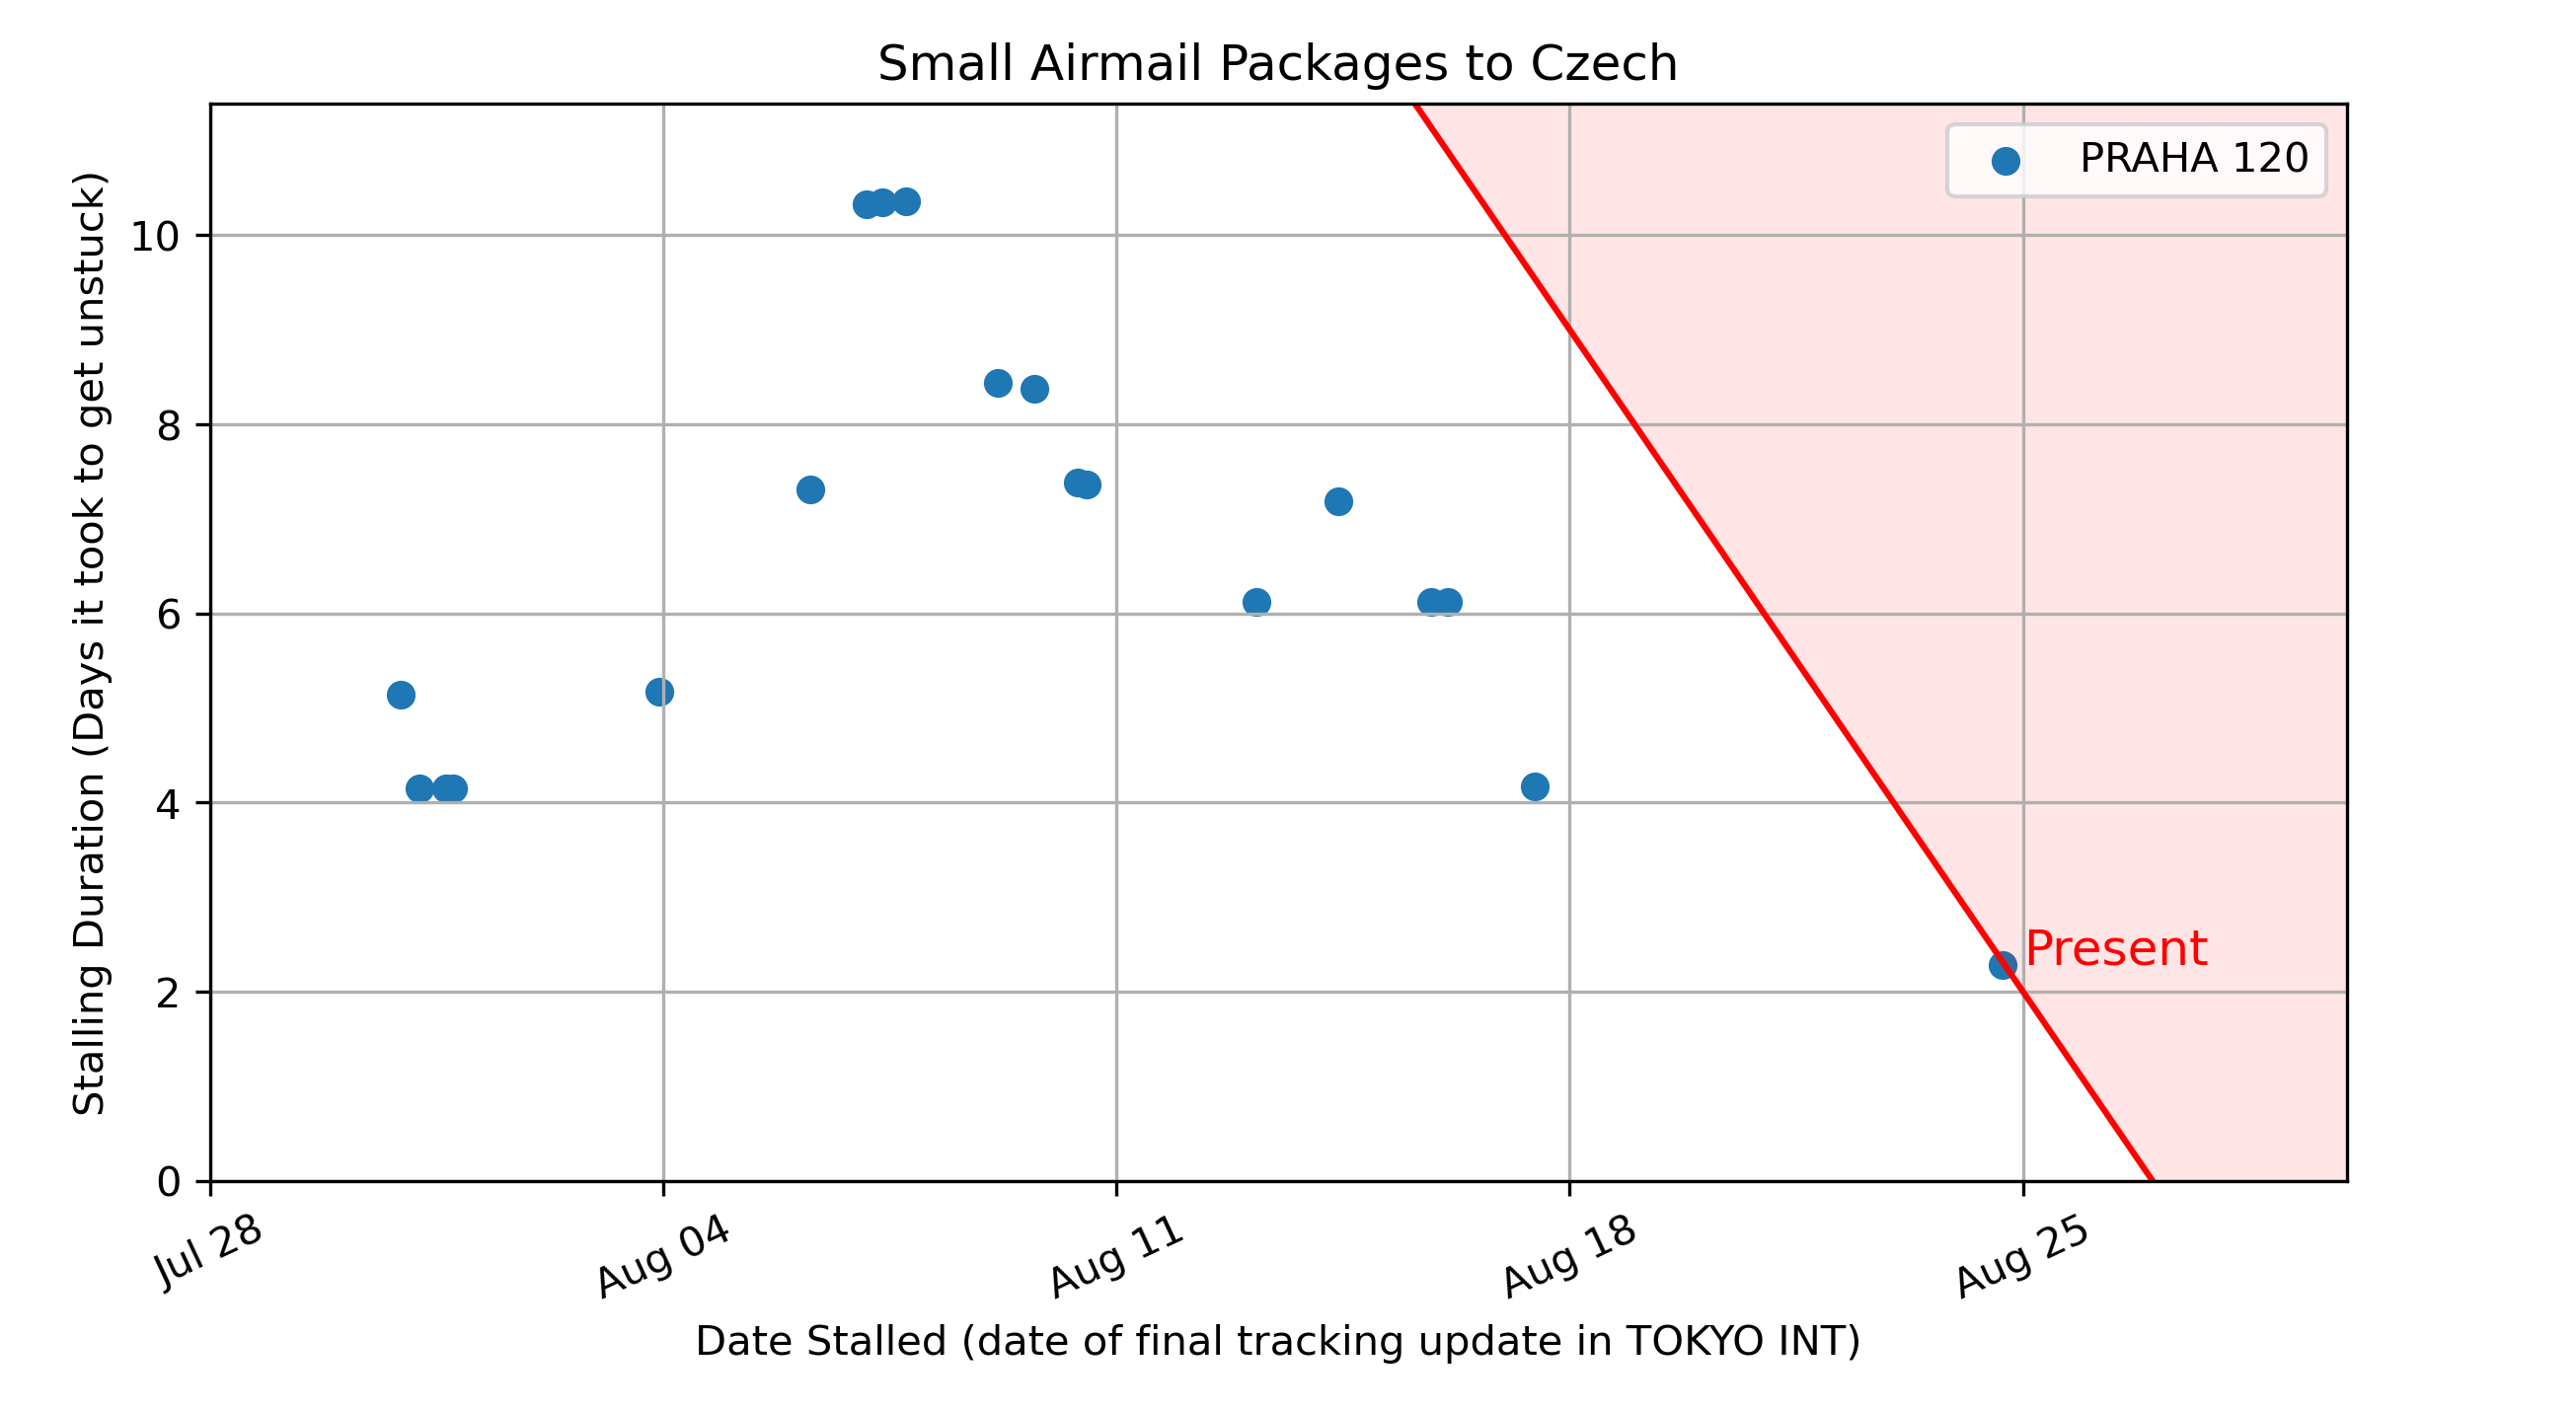 Small Airmail Packages to Czech
PRAHA 120
Stalling Duration (Days it took to get unstuck)
10
8
6
4
2
0
Present
Jul 28
Aug 04
Aug 11
Aug 18
Aug 25
Date Stalled (date of final tracking update in TOKYO INT)